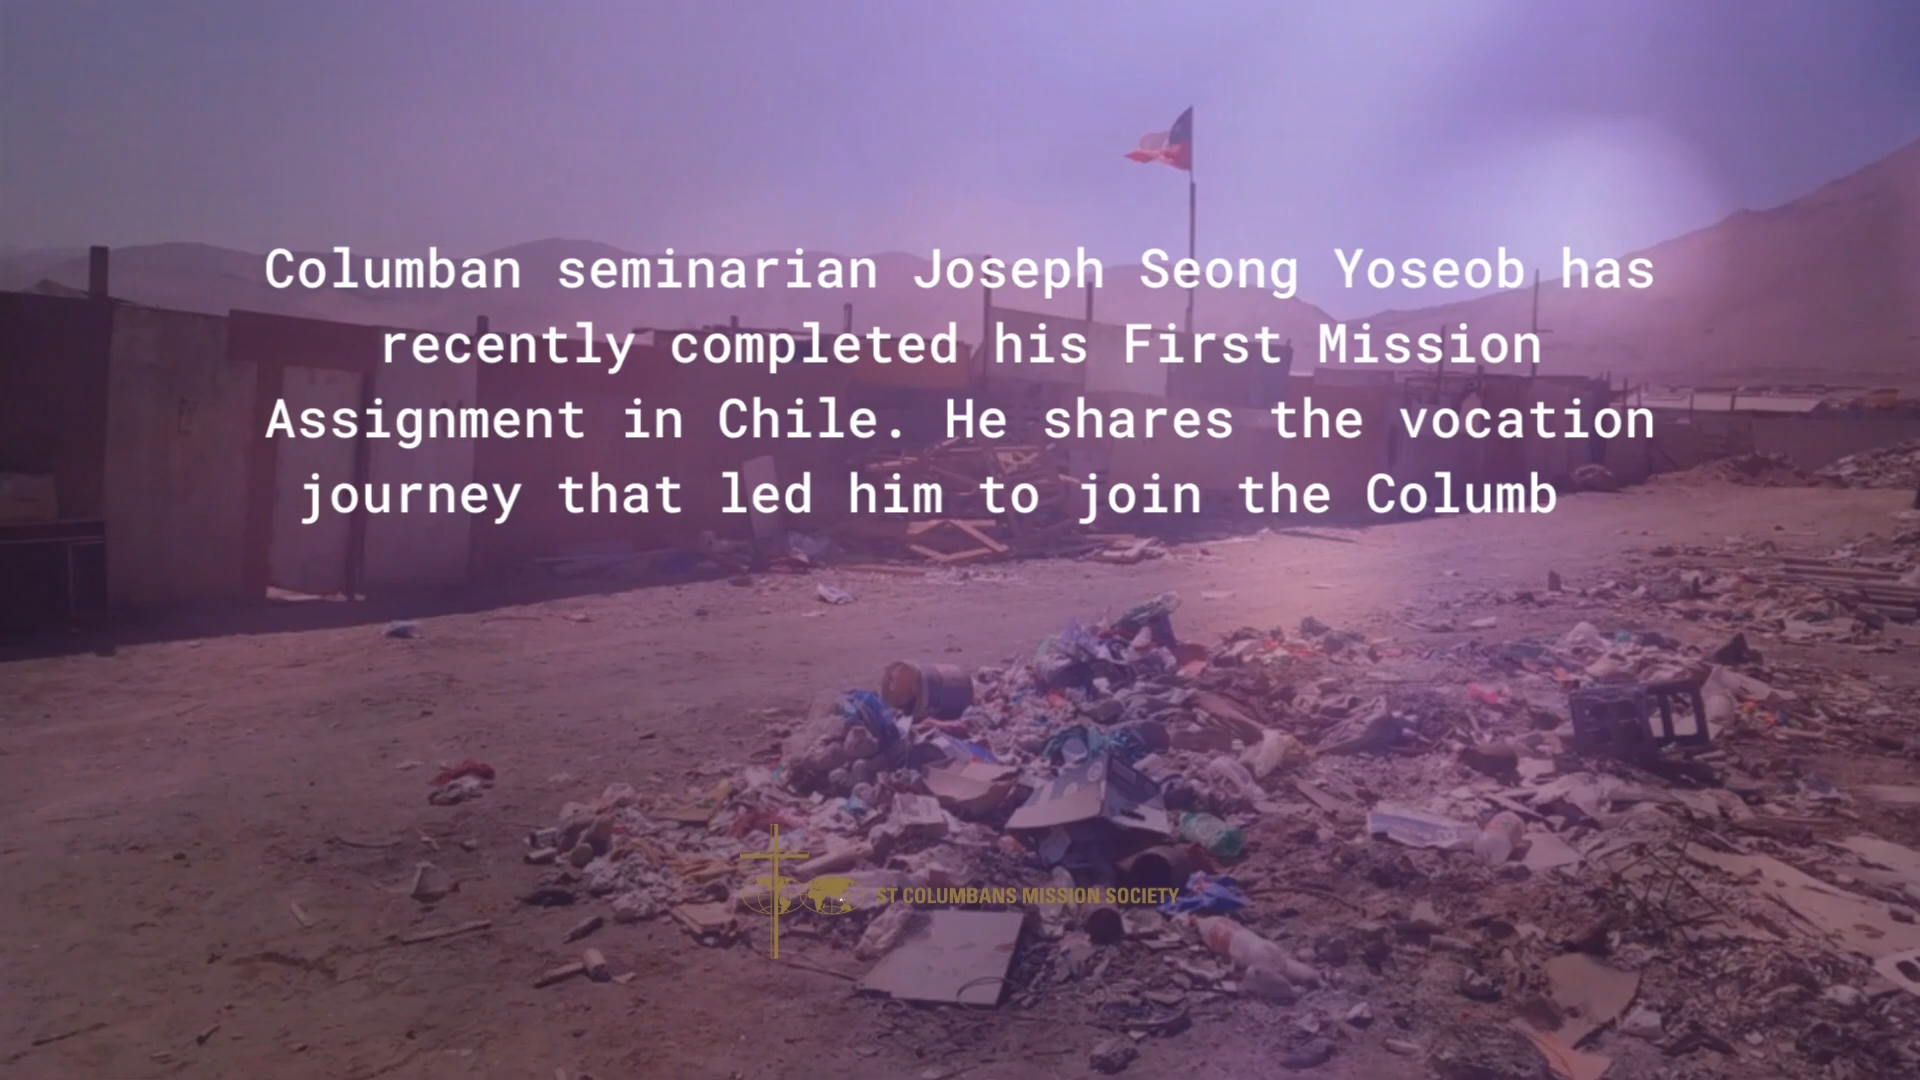 Columban seminarian Joseph Seong Yoseob has
recently completed his First Mission
Assignment in Chile. He shares the vocation
journey that led him to join the Columb
ST COLUMBANS MISSION SOCIETY